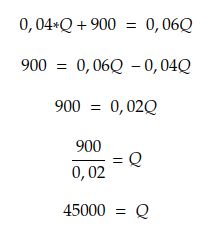 0, 04*Q + 900 = 0, 06Q
900 = 0, 06Q − 0, 04Q
900 = 0, 02Q
900
0, 02
= Q
45000 = Q